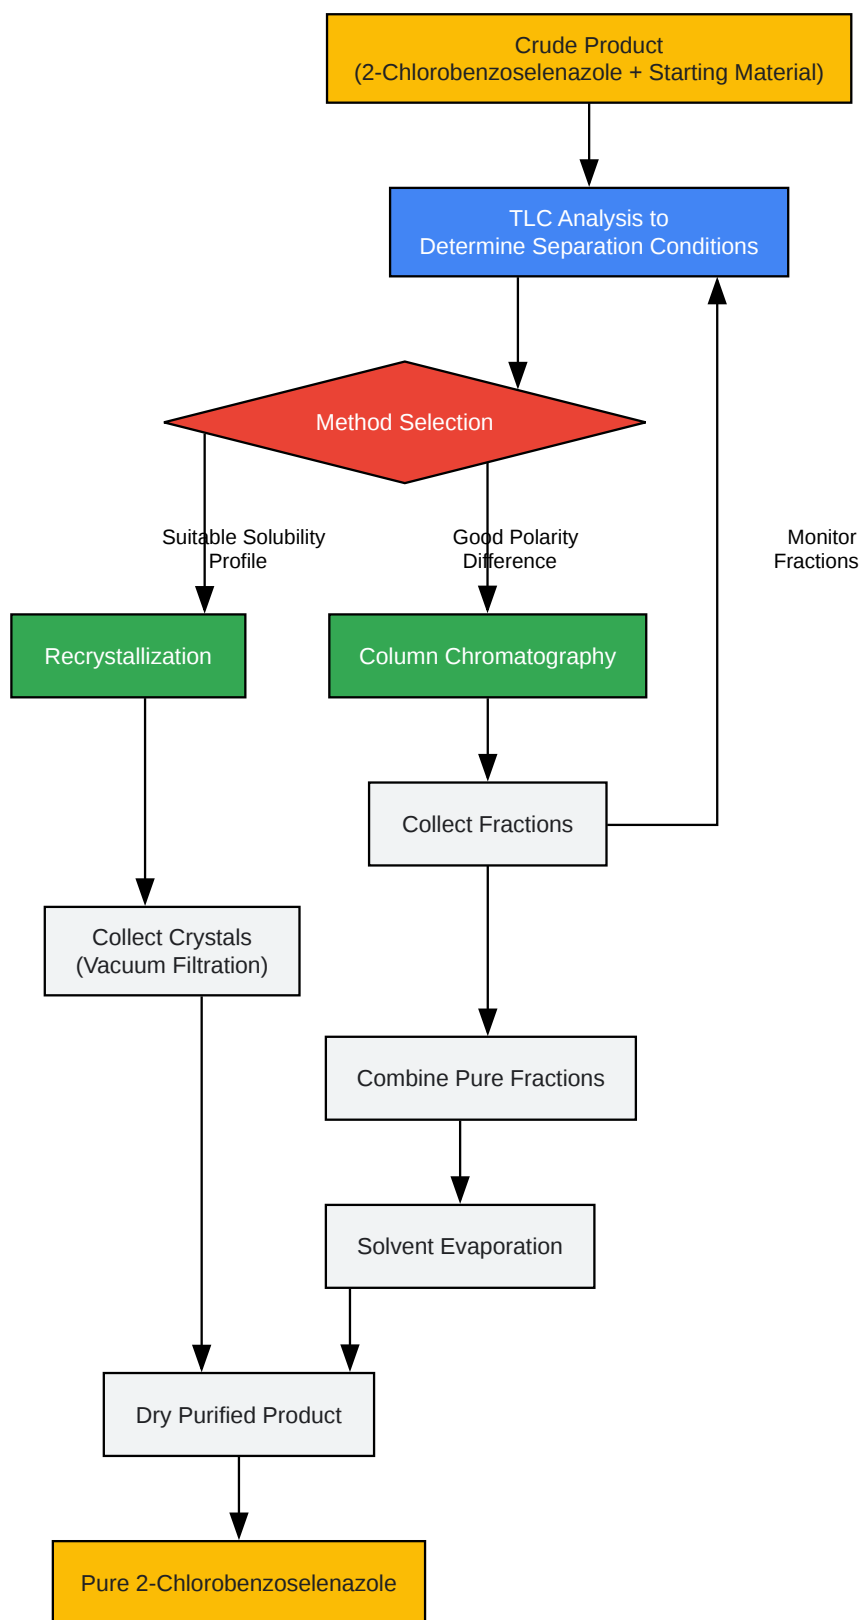 Crude Product
(2-Chlorobenzoselenazole + Starting Material)
TLC Analysis to
Determine Separation Conditions
Method Selection
Suitable Solubility
Profile
Good Polarity
Difference
Monitor
Fractions
Recrystallization
Column Chromatography
Collect Fractions
Collect Crystals
(Vacuum Filtration)
Combine Pure Fractions
Solvent Evaporation
Dry Purified Product
Pure 2-Chlorobenzoselenazole